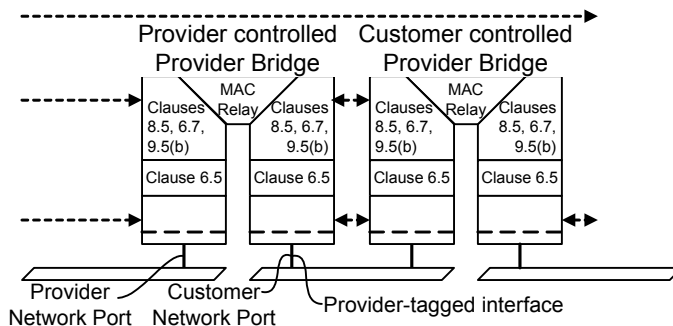 Provider controlled
Provider Bridge
Customer controlled
Provider Bridge
Clauses
8.5, 6.7,
9.5(b)
MAC
Relay
Clauses
8.5, 6.7,
9.5(b)
Clauses
8.5, 6.7,
9.5(b)
MAC
Relay
Clauses
8.5, 6.7,
9.5(b)
Clause 6.5
Clause 6.5
Clause 6.5
Clause 6.5
Provider
Network Port
Customer
Network Port
Provider-tagged interface